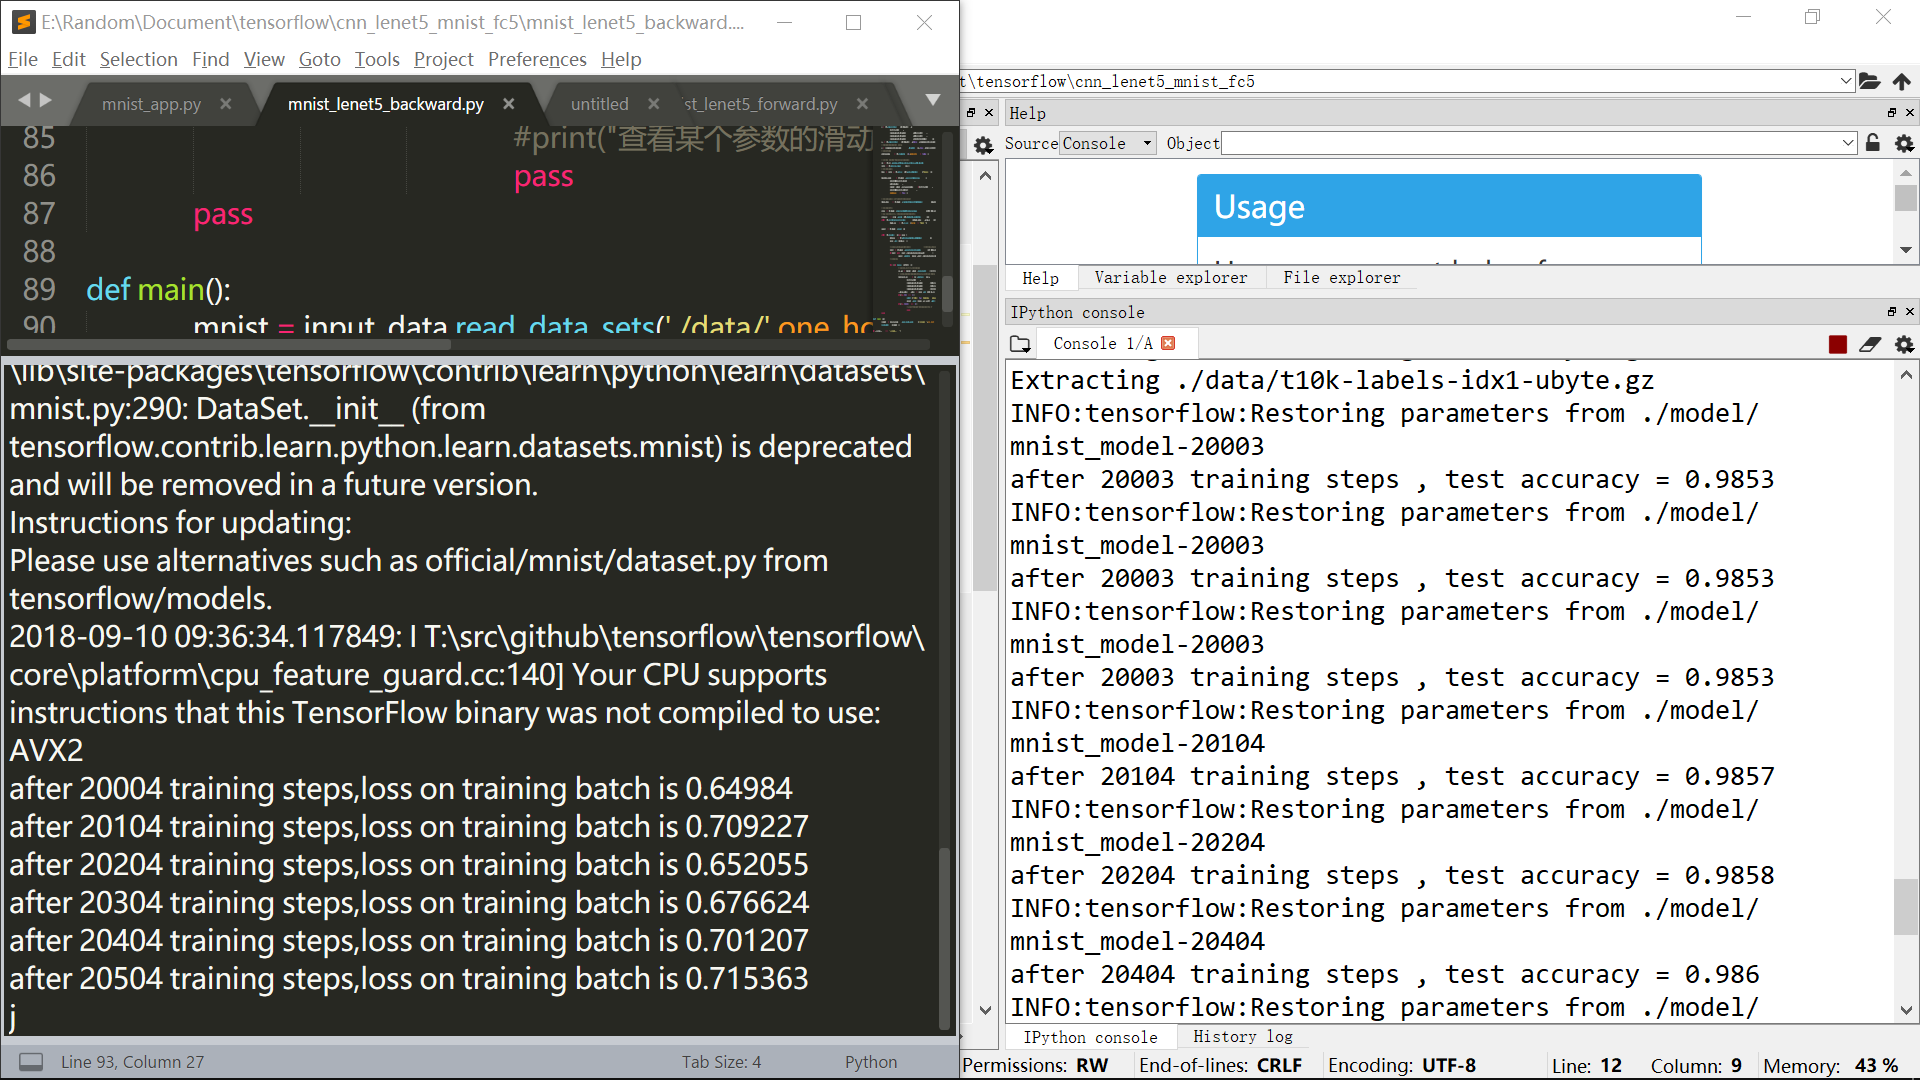 E:\Random\Document\tensorflow\cnn_lenet5_mnist_fc5\mnist_lenet5_backward....
File Edit Selection Find View Goto Tools Project Preferences Help
mnist_app.py mnist_lenet5_backward.py untitled st_lenet5_forward.py
85 #print("查看某个参数的滑动
86 pass
87 pass
88
89 def main():
90 mnist = input_data.read_data_sets('./data/',one_ho
\lib\site-packages\tensorflow\contrib\learn\python\learn\datasets\
mnist.py:290: DataSet.__init__ (from
tensorflow.contrib.learn.python.learn.datasets.mnist) is deprecated
and will be removed in a future version.
Instructions for updating:
Please use alternatives such as official/mnist/dataset.py from
tensorflow/models.
2018-09-10 09:36:34.117849: I T:\src\github\tensorflow\tensorflow\
core\platform\cpu_feature_guard.cc:140] Your CPU supports
instructions that this TensorFlow binary was not compiled to use:
AVX2
after 20004 training steps,loss on training batch is 0.64984
after 20104 training steps,loss on training batch is 0.709227
after 20204 training steps,loss on training batch is 0.652055
after 20304 training steps,loss on training batch is 0.676624
after 20404 training steps,loss on training batch is 0.701207
after 20504 training steps,loss on training batch is 0.715363
j
Line 93, Column 27 Tab Size: 4 Python
t\tensorflow\cnn_lenet5_mnist_fc5
Help
Source Console Object
Usage
Help Variable explorer File explorer
IPython console
Console 1/A
Extracting ./data/t10k-labels-idx1-ubyte.gz
INFO:tensorflow:Restoring parameters from ./model/
mnist_model-20003
after 20003 training steps , test accuracy = 0.9853
INFO:tensorflow:Restoring parameters from ./model/
mnist_model-20003
after 20003 training steps , test accuracy = 0.9853
INFO:tensorflow:Restoring parameters from ./model/
mnist_model-20003
after 20003 training steps , test accuracy = 0.9853
INFO:tensorflow:Restoring parameters from ./model/
mnist_model-20104
after 20104 training steps , test accuracy = 0.9857
INFO:tensorflow:Restoring parameters from ./model/
mnist_model-20204
after 20204 training steps , test accuracy = 0.9858
INFO:tensorflow:Restoring parameters from ./model/
mnist_model-20404
after 20404 training steps , test accuracy = 0.986
INFO:tensorflow:Restoring parameters from ./model/
IPython console History log
Permissions: RW End-of-lines: CRLF Encoding: UTF-8 Line: 12 Column: 9 Memory: 43 %